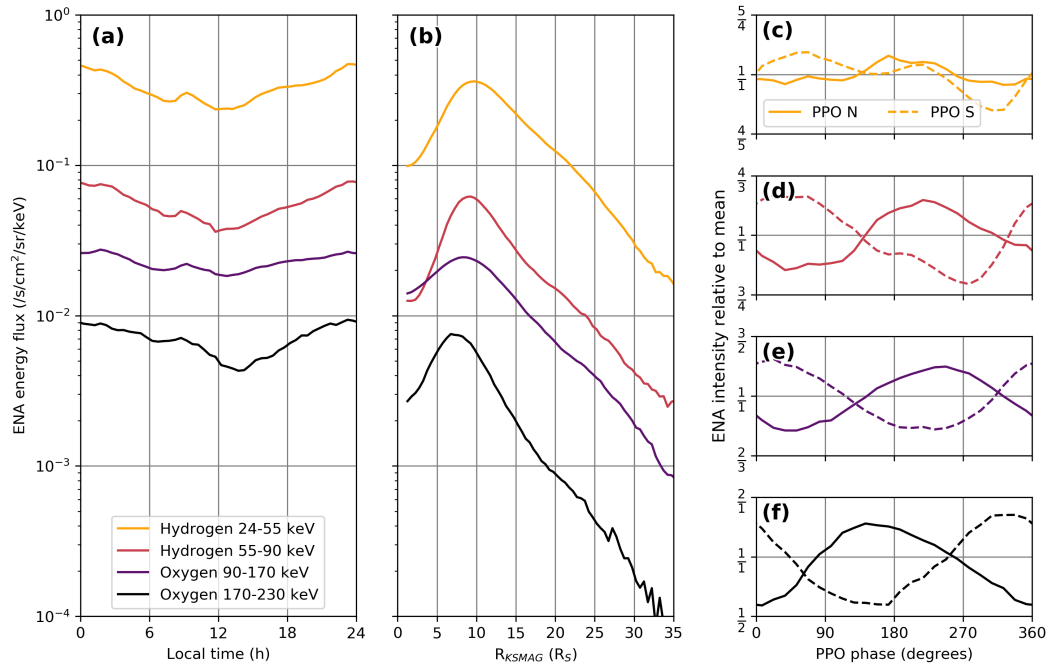 (a)
10⁰
10⁻¹
10⁻²
10⁻³
10⁻⁴
ENA energy flux (/s/cm²/sr/keV)
Hydrogen 24-55 keV
Hydrogen 55-90 keV
Oxygen 90-170 keV
Oxygen 170-230 keV
0 6 12 18 24
Local time (h)
(b)
0 5 10 15 20 25 30 35
R_KSMAG (R_S)
ENA intensity relative to mean
(c)
5/4
1/1
4/5
PPO N PPO S
(d)
4/3
1/1
3/4
(e)
3/2
1/1
2/3
(f)
2/1
1/1
1/2
0 90 180 270 360
PPO phase (degrees)